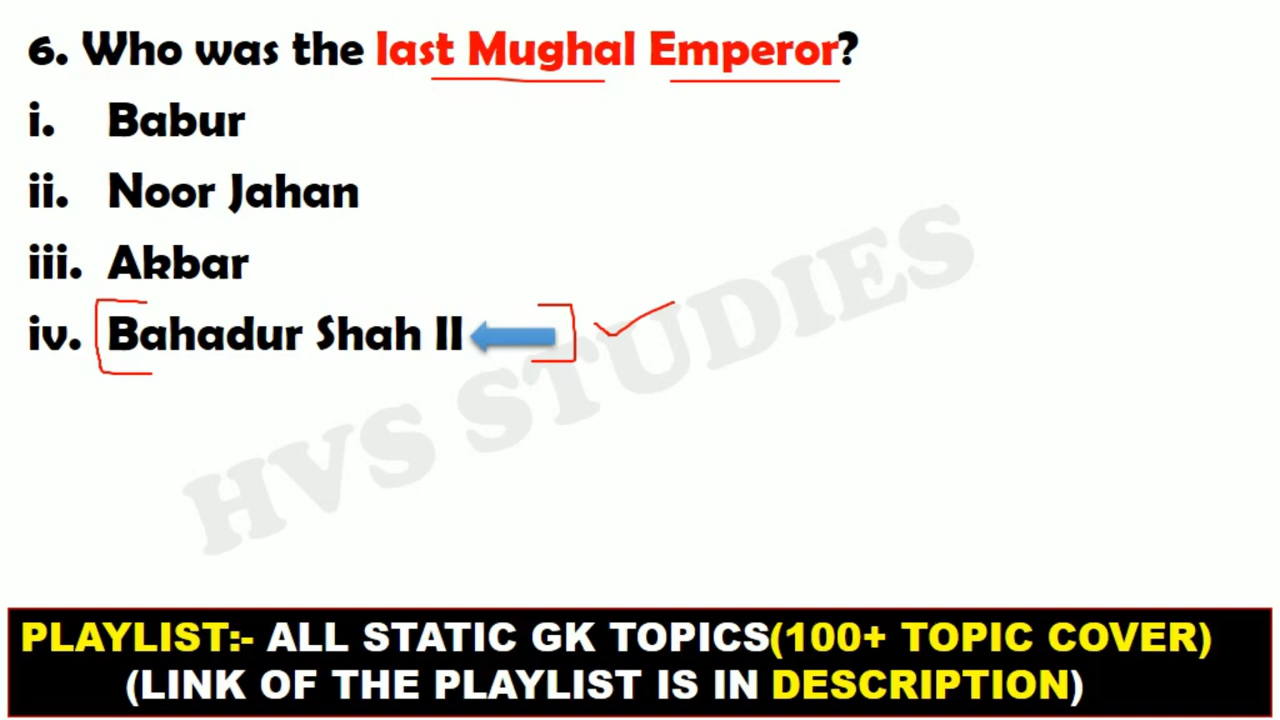 6. Who was the last Mughal Emperor?
i. Babur
ii. Noor Jahan
iii. Akbar
iv. Bahadur Shah II
HVS STUDIES
PLAYLIST:- ALL STATIC GK TOPICS(100+ TOPIC COVER)
(LINK OF THE PLAYLIST IS IN DESCRIPTION)